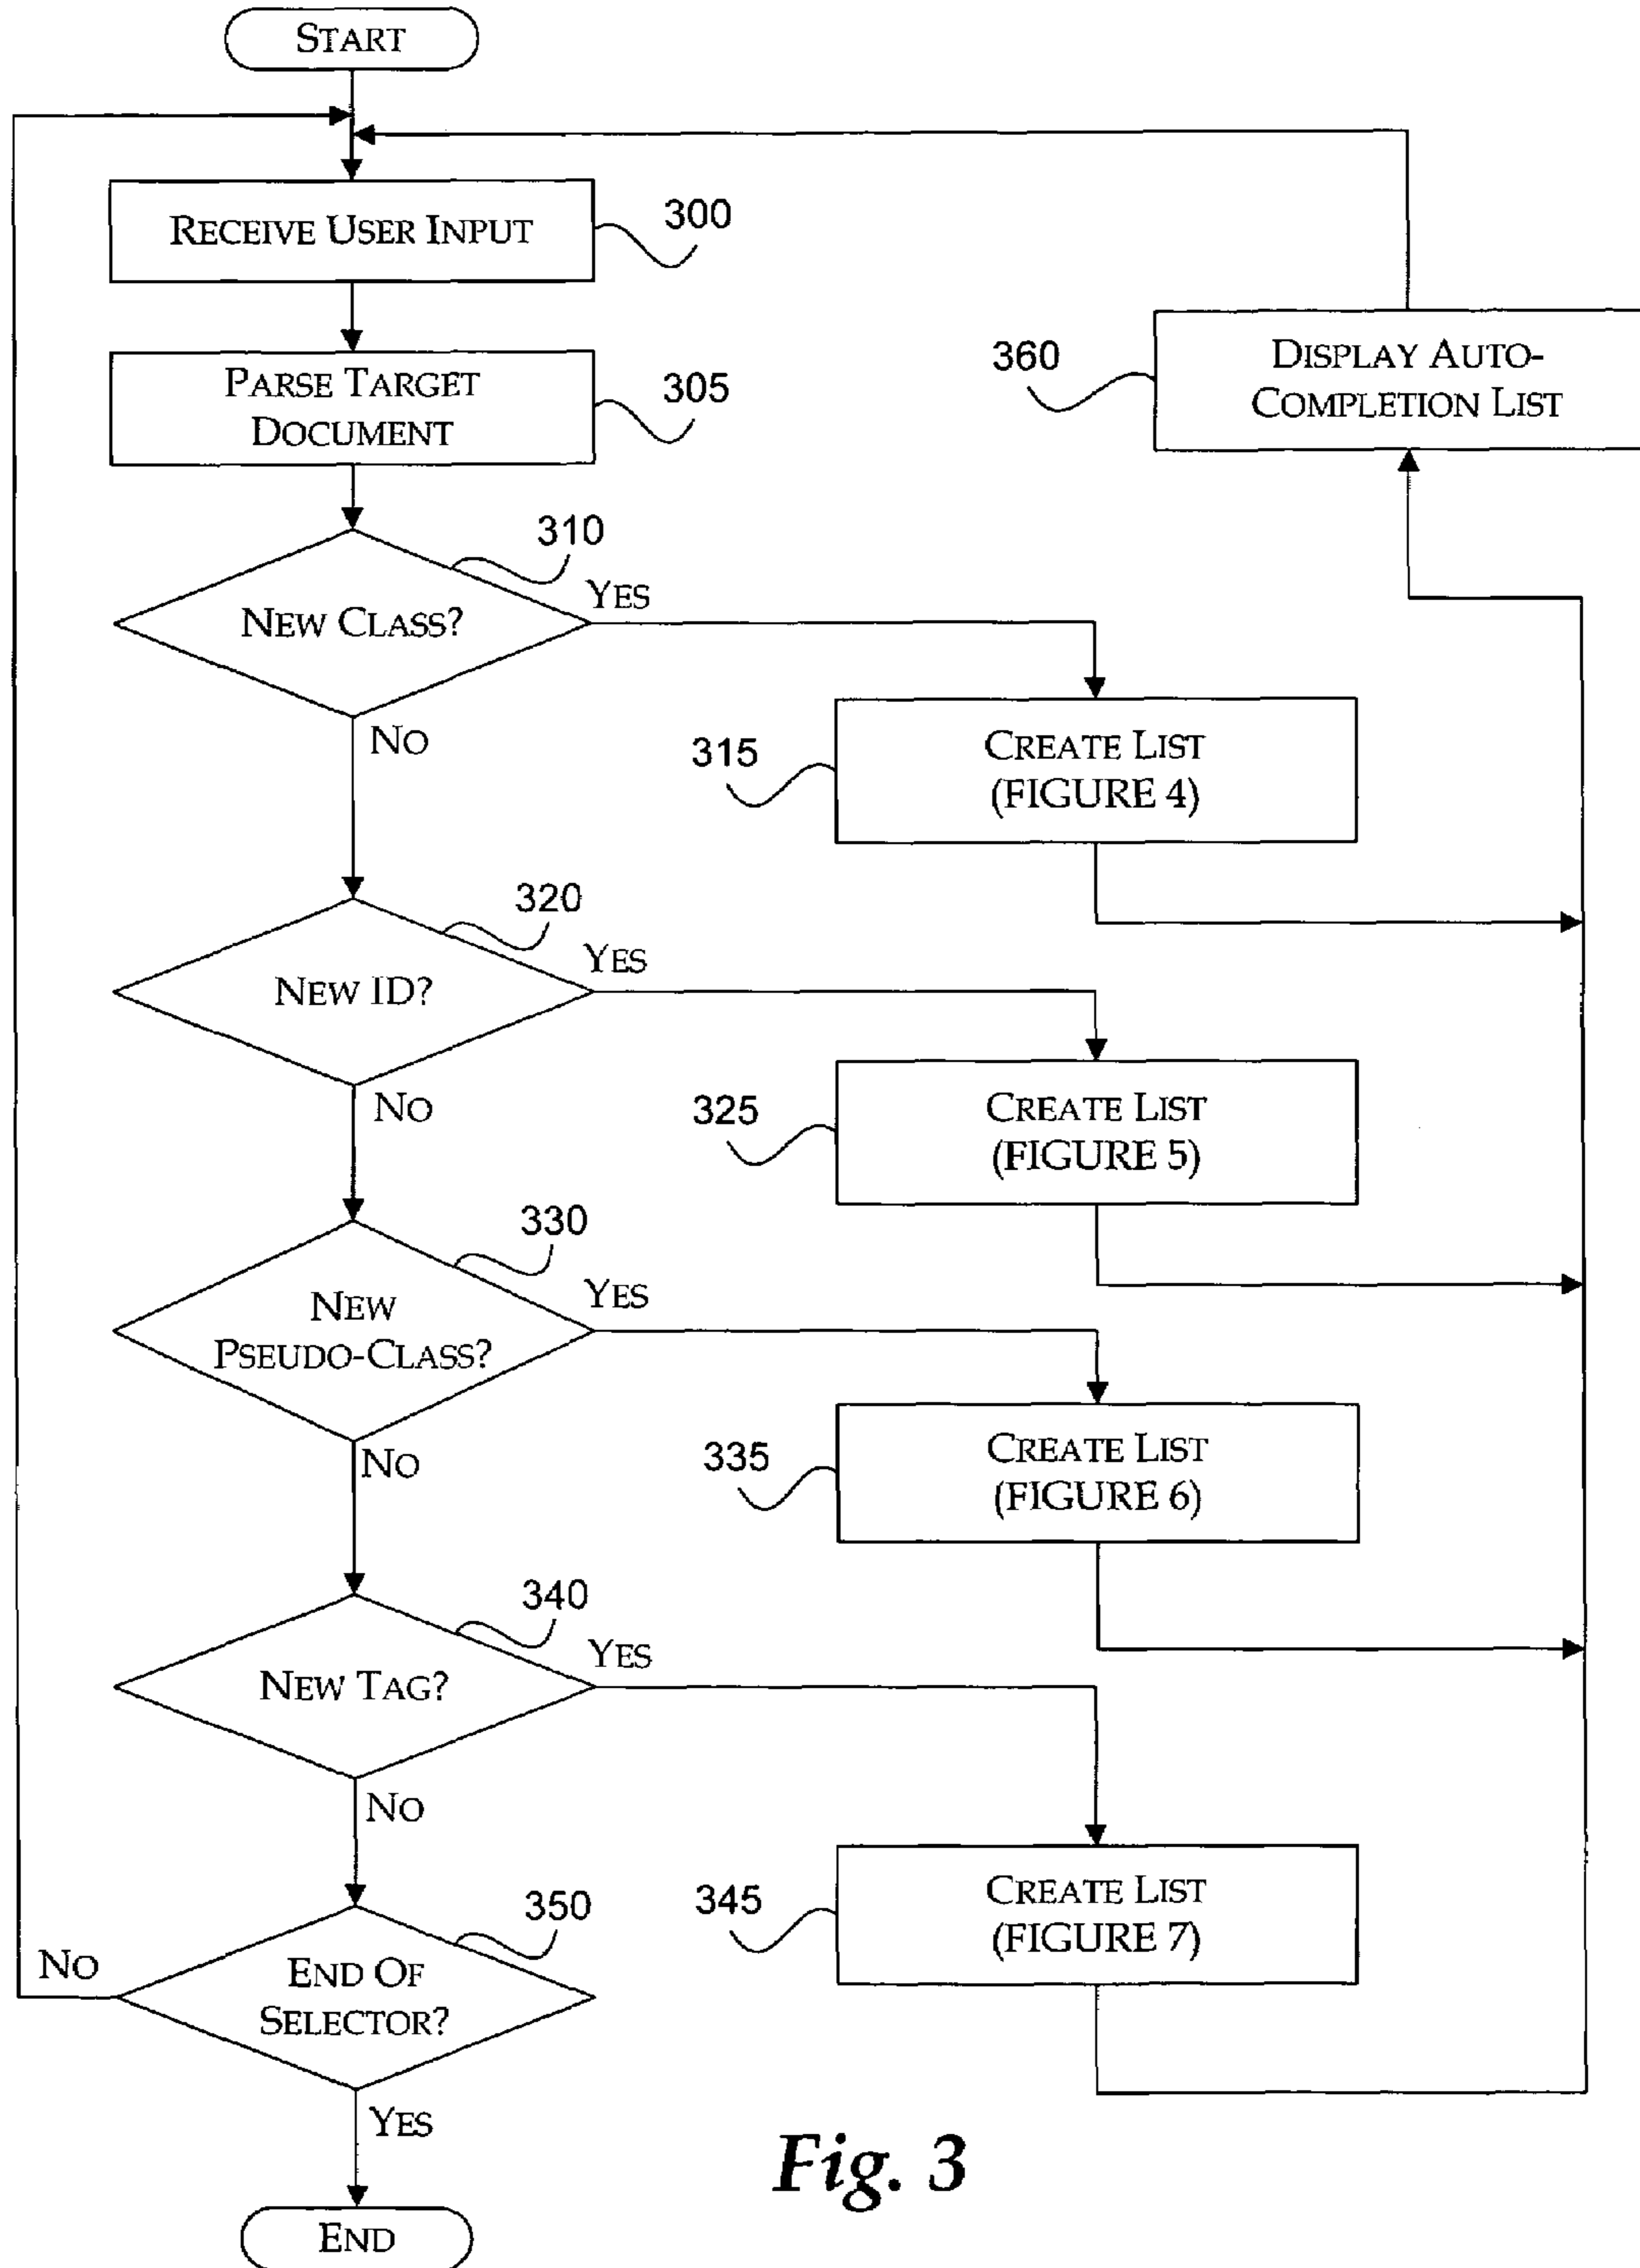 START
RECEIVE USER INPUT
300
PARSE TARGET
DOCUMENT
305
360
DISPLAY AUTO-
COMPLETION LIST
310
NEW CLASS?
YES
NO
315
CREATE LIST
(FIGURE 4)
320
NEW ID?
YES
NO
325
CREATE LIST
(FIGURE 5)
330
NEW
PSEUDO-CLASS?
YES
NO
335
CREATE LIST
(FIGURE 6)
340
NEW TAG?
YES
NO
345
CREATE LIST
(FIGURE 7)
350
END OF
SELECTOR?
NO
YES
END
Fig. 3